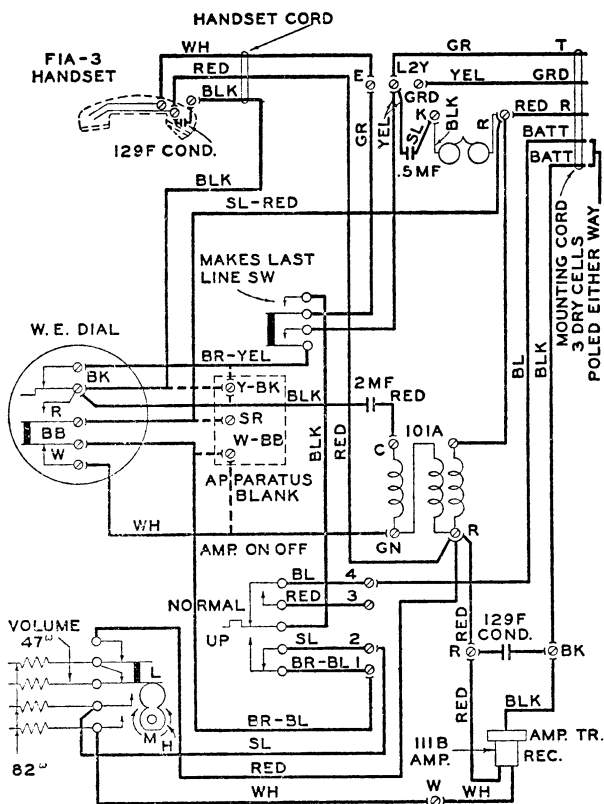 HANDSET CORD
F1A-3
HANDSET
WH
RED
BLK
129F COND.
E
L2Y
GR
T
YEL
GRD
GRD
YEL
GR
SL
K
BLK
R
RED R
BATT
BATT
.5MF
BLK
SL-RED
MOUNTING CORD
3 DRY CELLS
POLED EITHER WAY
MAKES LAST
LINE SW
W. E. DIAL
BR-YEL
BK
Y-BK
BLK
2MF
RED
BL
BLK
R
SR
BB
W-BB
W
BLK
RED
C
101A
APPARATUS
BLANK
WH
GN
R
AMP. ON OFF
BL
4
RED
3
NORMAL
UP
SL
2
BR-BL
1
RED
129F
COND.
R
BK
VOLUME
47ω
L
M
H
BR-BL
SL
RED
BLK
RED
AMP. TR.
REC.
111B
AMP.
82ω
WH
W
WH